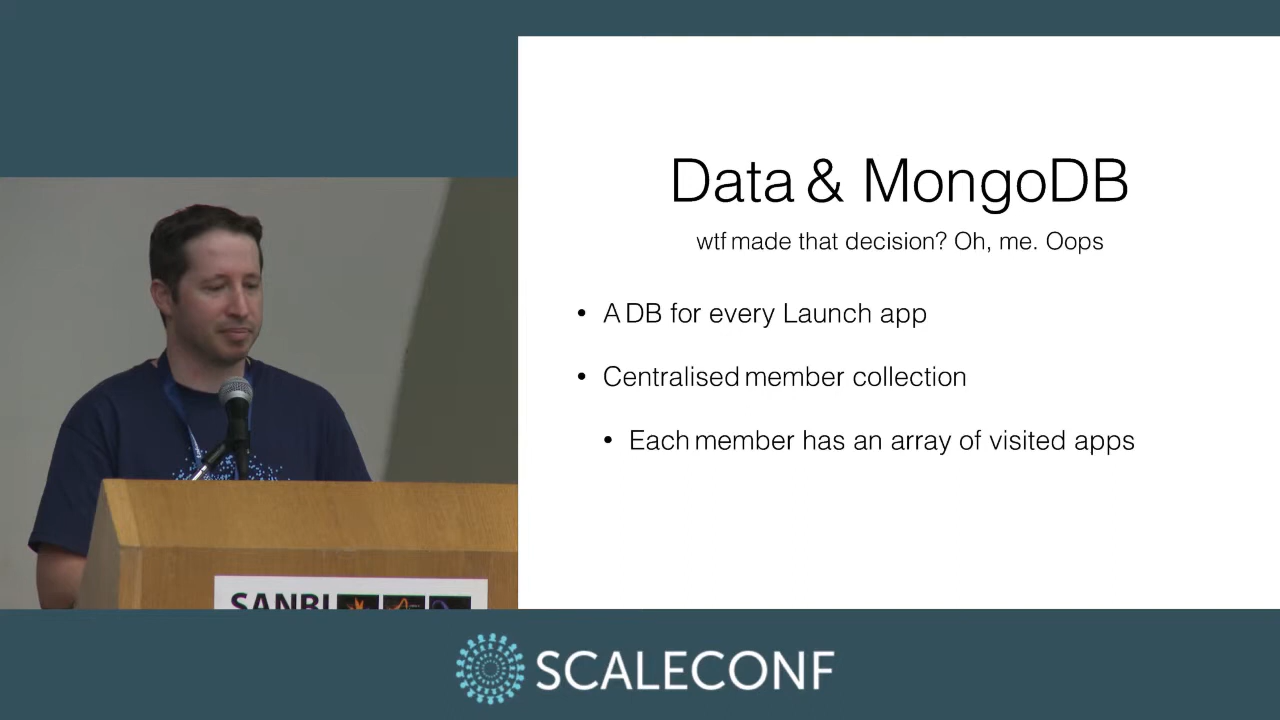 Data & MongoDB
wtf made that decision? Oh, me. Oops
• A DB for every Launch app
• Centralised member collection
• Each member has an array of visited apps
SANBI
SCALECONF